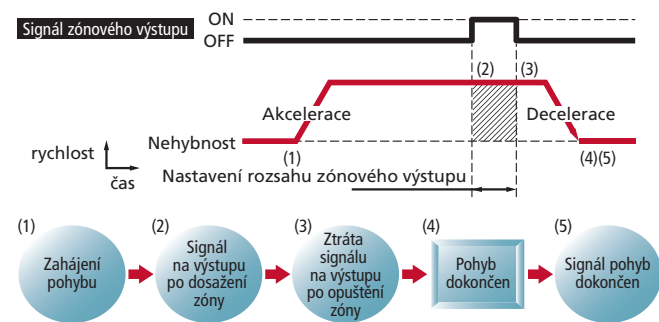 Signál zónového výstupu
ON
OFF
(2)
(3)
Akcelerace
Decelerace
Nehybnost
(1)
(4)(5)
rychlost
čas
Nastavení rozsahu zónového výstupu
(1)
Zahájení
pohybu
(2)
Signál
na výstupu
po dosažení
zóny
(3)
Ztráta
signálu
na výstupu
po opuštění
zóny
(4)
Pohyb
dokončen
(5)
Signál pohyb
dokončen